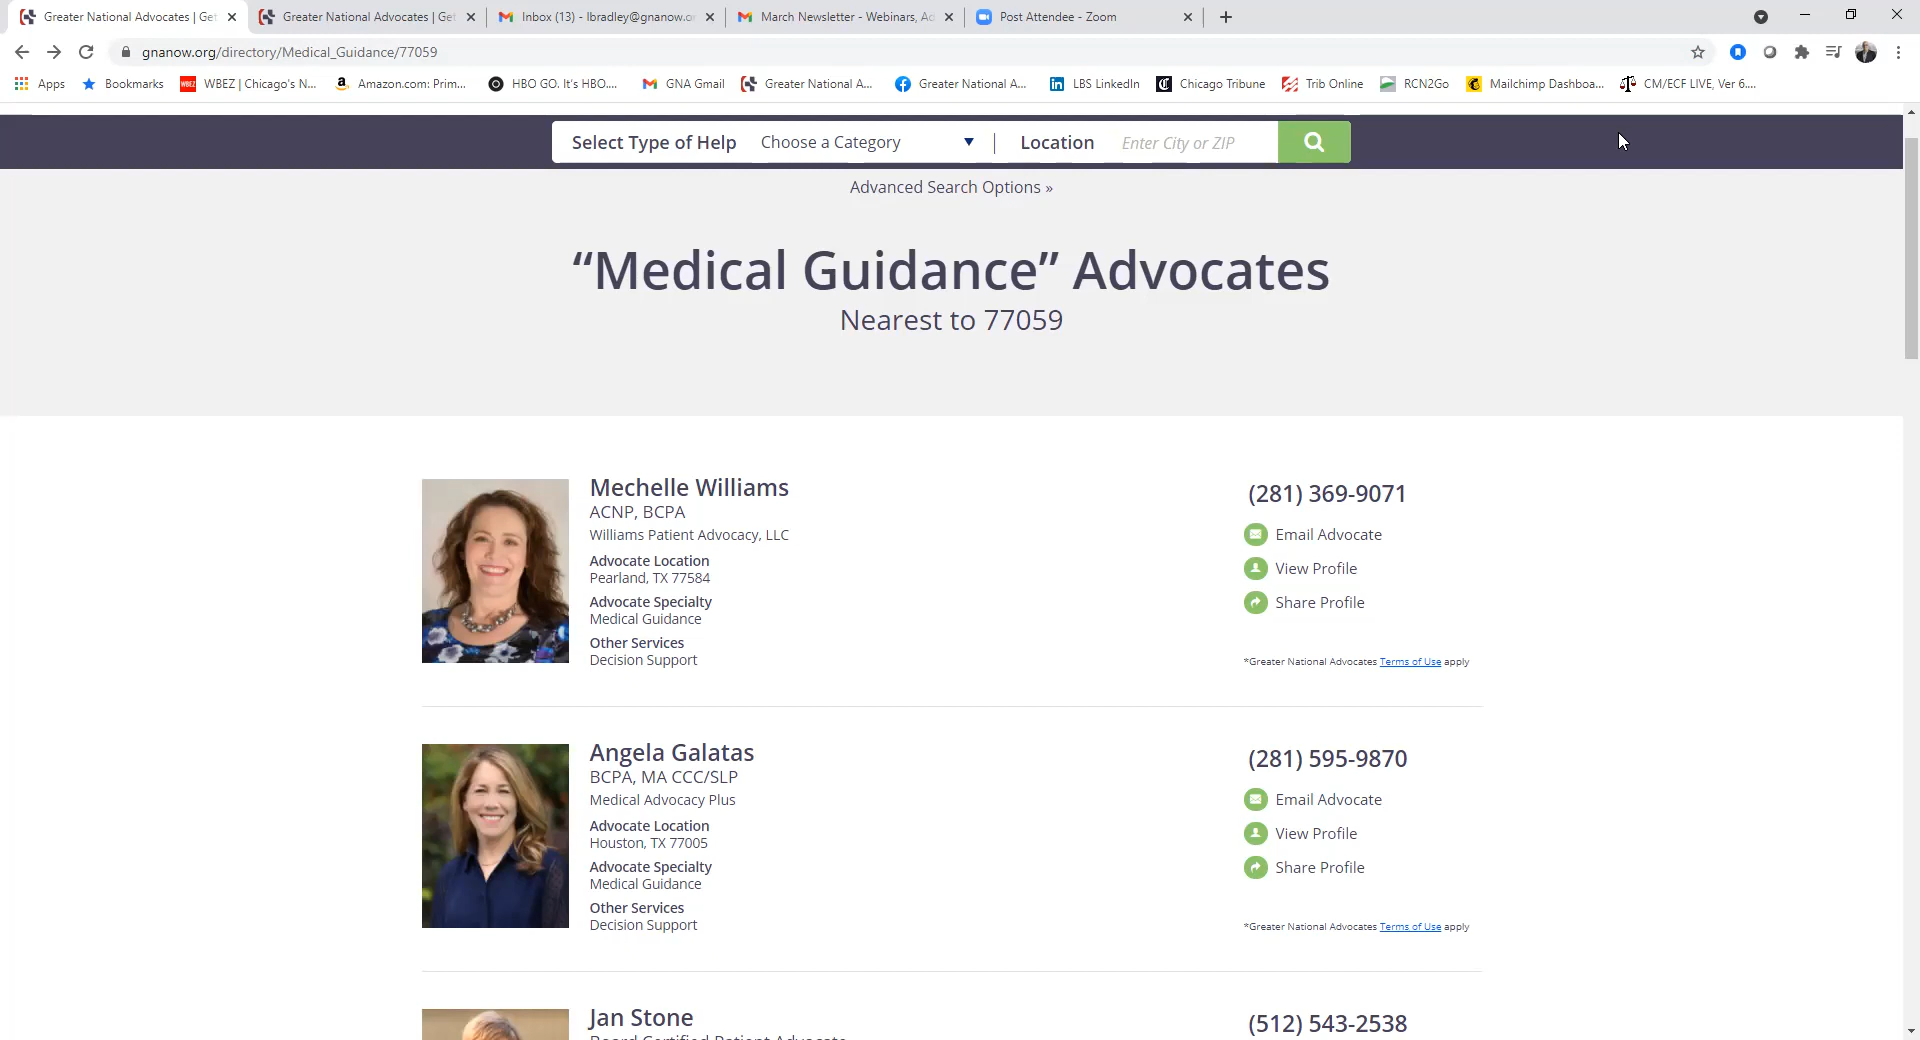 Greater National Advocates | Get
Greater National Advocates | Get
Inbox (13) - lbradley@gnanow.or
March Newsletter - Webinars, Ac
Post Attendee - Zoom
gnanow.org/directory/Medical_Guidance/77059
Apps
Bookmarks
WBEZ | Chicago's N...
Amazon.com: Prim...
HBO GO. It's HBO....
GNA Gmail
Greater National A...
Greater National A...
LBS LinkedIn
Chicago Tribune
Trib Online
RCN2Go
Mailchimp Dashboa...
CM/ECF LIVE, Ver 6....
Select Type of Help Choose a Category Location Enter City or ZIP
Advanced Search Options »
“Medical Guidance” Advocates
Nearest to 77059
Mechelle Williams
ACNP, BCPA
Williams Patient Advocacy, LLC
Advocate Location
Pearland, TX 77584
Advocate Specialty
Medical Guidance
Other Services
Decision Support
(281) 369-9071
Email Advocate
View Profile
Share Profile
*Greater National Advocates Terms of Use apply
Angela Galatas
BCPA, MA CCC/SLP
Medical Advocacy Plus
Advocate Location
Houston, TX 77005
Advocate Specialty
Medical Guidance
Other Services
Decision Support
(281) 595-9870
Email Advocate
View Profile
Share Profile
*Greater National Advocates Terms of Use apply
Jan Stone
Board Certified Patient Advocate
(512) 543-2538